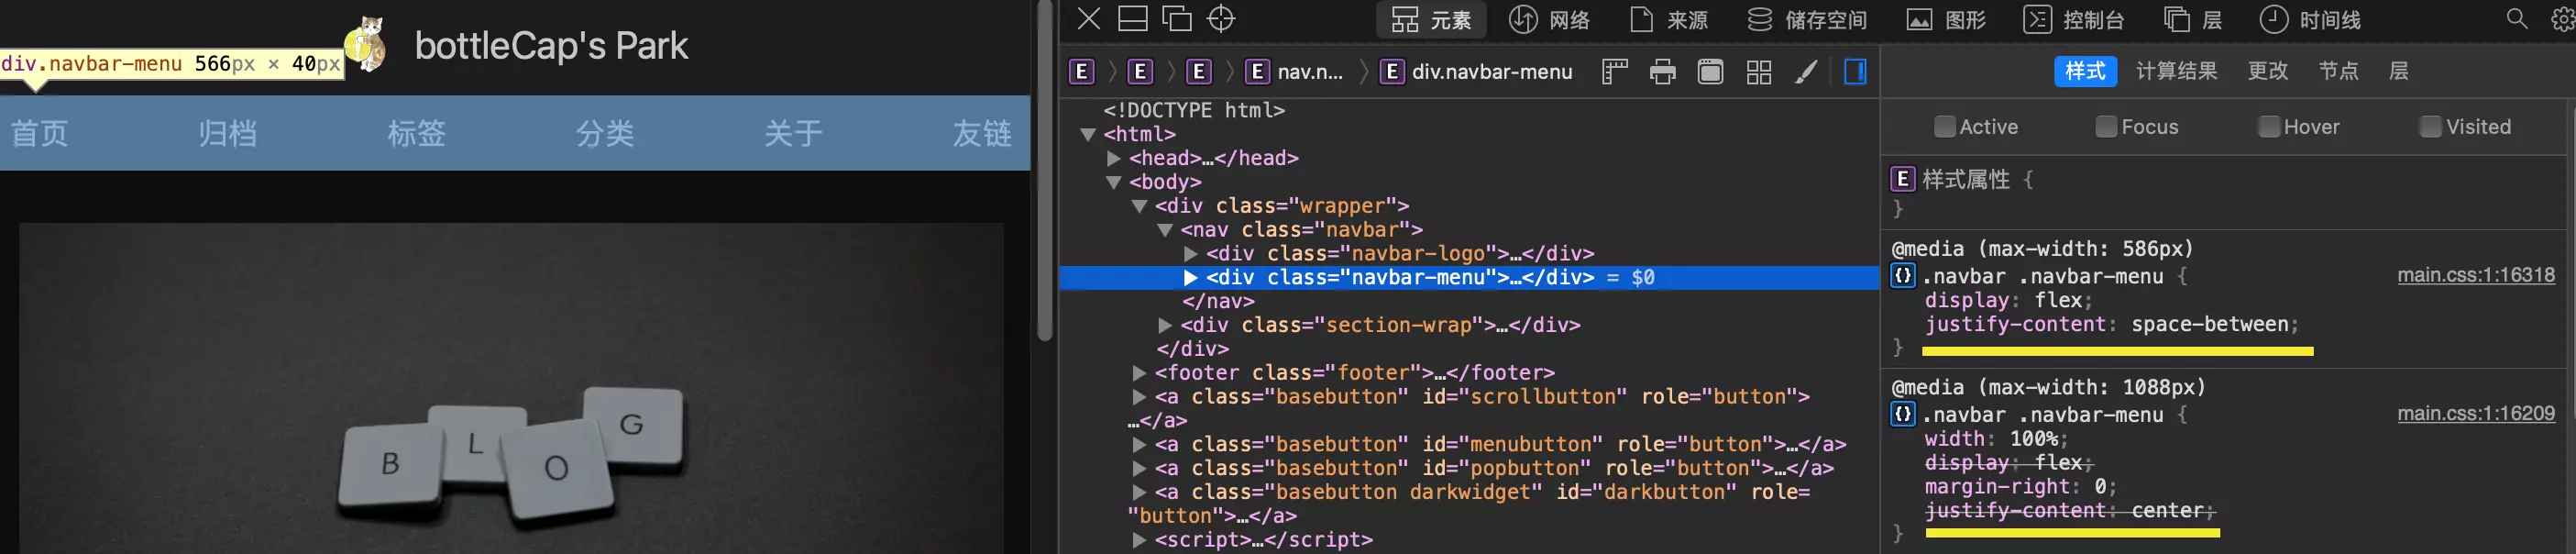 bottleCap's Park
div.navbar-menu 566px × 40px
首页 归档 标签 分类 关于 友链
B L O G
元素 网络 来源 储存空间 图形 控制台 层 时间线
E E E E nav.n... E div.navbar-menu
<!DOCTYPE html>
<html>
<head>…</head>
<body>
<div class="wrapper">
<nav class="navbar">
<div class="navbar-logo">…</div>
<div class="navbar-menu">…</div> = $0
</nav>
<div class="section-wrap">…</div>
</div>
<footer class="footer">…</footer>
<a class="basebutton" id="scrollbutton" role="button">
…</a>
<a class="basebutton" id="menubutton" role="button">…</a>
<a class="basebutton" id="popbutton" role="button">…</a>
<a class="basebutton darkwidget" id="darkbutton" role=
"button">…</a>
<script>…</script>
样式 计算结果 更改 节点 层
Active Focus Hover Visited
E 样式属性 {
}
@media (max-width: 586px)
{} .navbar .navbar-menu { main.css:1:16318
display: flex;
justify-content: space-between;
}
@media (max-width: 1088px)
{} .navbar .navbar-menu { main.css:1:16209
width: 100%;
display: flex;
margin-right: 0;
justify-content: center;
}